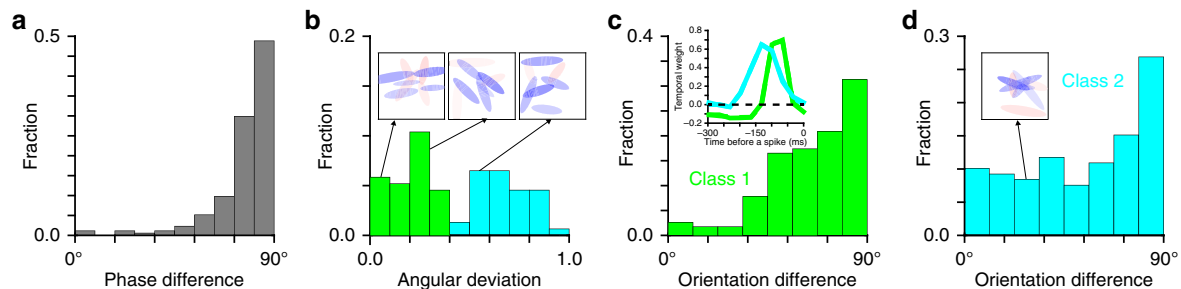 a
Fraction
0.5
0.0
0° 90°
Phase difference
b
Fraction
0.2
0.0
0.0 1.0
Angular deviation
c
Fraction
0.4
0.0
Temporal weight
0.8
0.6
0.4
0.2
0.0
−0.2
−300 −150 0
Time before a spike (ms)
Class 1
0° 90°
Orientation difference
d
Fraction
0.3
0.0
Class 2
0° 90°
Orientation difference